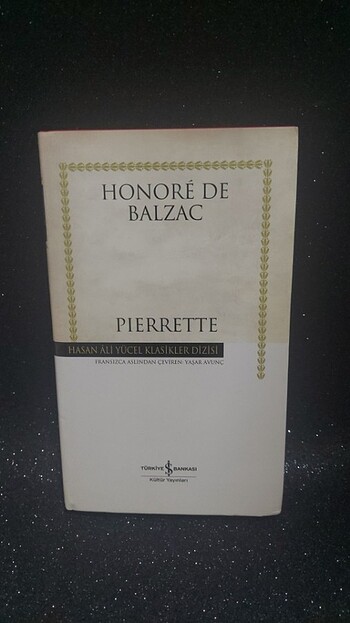 HONORÉ DE
BALZAC
PIERRETTE
HASAN ÂLİ YÜCEL KLASİKLER DİZİSİ
FRANSIZCA ASLINDAN ÇEVİREN: YAŞAR AVUNÇ
TÜRKİYE İŞ BANKASI
Kültür Yayınları